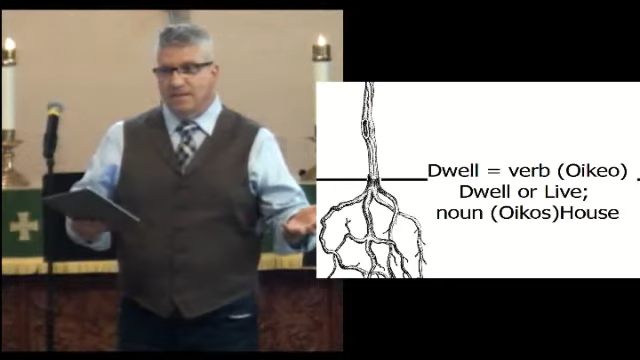 Dwell = verb (Oikeo)
Dwell or Live;
noun (Oikos)House